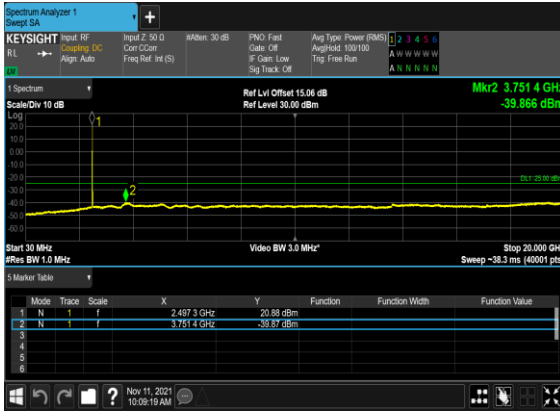 Spectrum Analyzer 1
Swept SA
+
KEYSIGHT Input: RF Input Z: 50 Ω #Atten: 30 dB PNO: Fast Avg Type: Power (RMS) 1 2 3 4 5 6
RL Coupling: DC Corr CCorr Gate: Off Avg|Hold: 100/100 A W W W W W
Align: Auto Freq Ref: Int (S) IF Gain: Low Trig: Free Run
Sig Track: Off A N N N N N
1 Spectrum Ref Lvl Offset 15.06 dB Mkr2 3.751 4 GHz
Scale/Div 10 dB Ref Level 30.00 dBm -39.866 dBm
Log
20.0
1
10.0
0.00
-10.0
-20.0
DL1 -25.00 dBm
-30.0
2
-40.0
-50.0
-60.0
Start 30 MHz Video BW 3.0 MHz* Stop 20.000 GHz
#Res BW 1.0 MHz Sweep ~38.3 ms (40001 pts)
5 Marker Table
Mode Trace Scale X Y Function Function Width Function Value
1 N 1 f 2.497 3 GHz 20.88 dBm
2 N 1 f 3.751 4 GHz -39.87 dBm
3
4
5
6
? Nov 11, 2021
10:09:19 AM